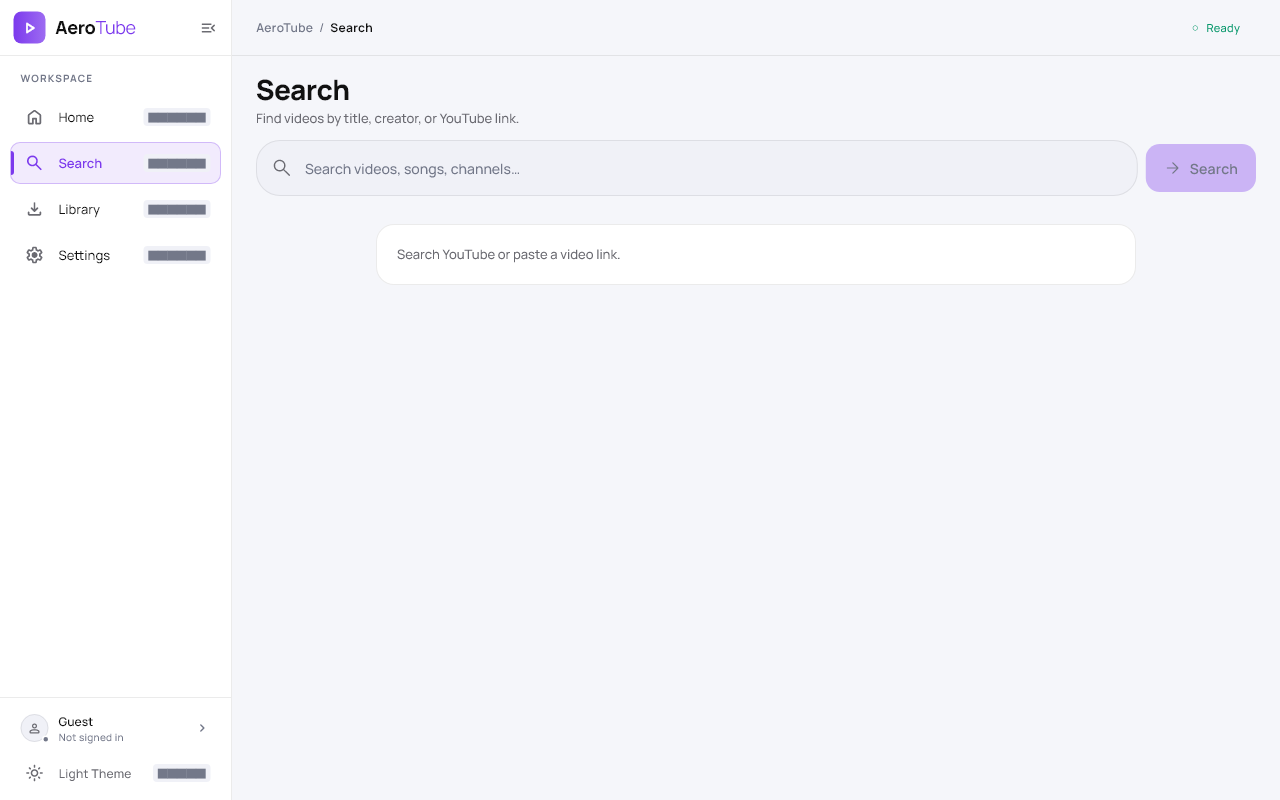 AeroTube
WORKSPACE
Home
Search
Library
Settings
Guest
Not signed in
Light Theme
AeroTube / Search
Ready
Search
Find videos by title, creator, or YouTube link.
Search videos, songs, channels…
Search
Search YouTube or paste a video link.